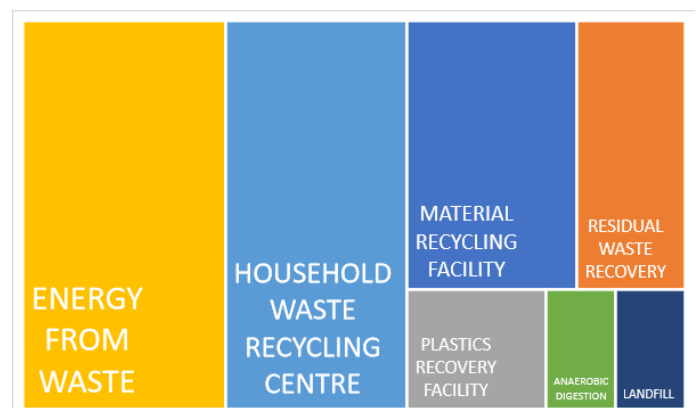 ENERGY
FROM
WASTE
HOUSEHOLD
WASTE
RECYCLING
CENTRE
MATERIAL
RECYCLING
FACILITY
RESIDUAL
WASTE
RECOVERY
PLASTICS
RECOVERY
FACILITY
ANAEROBIC
DIGESTION
LANDFILL